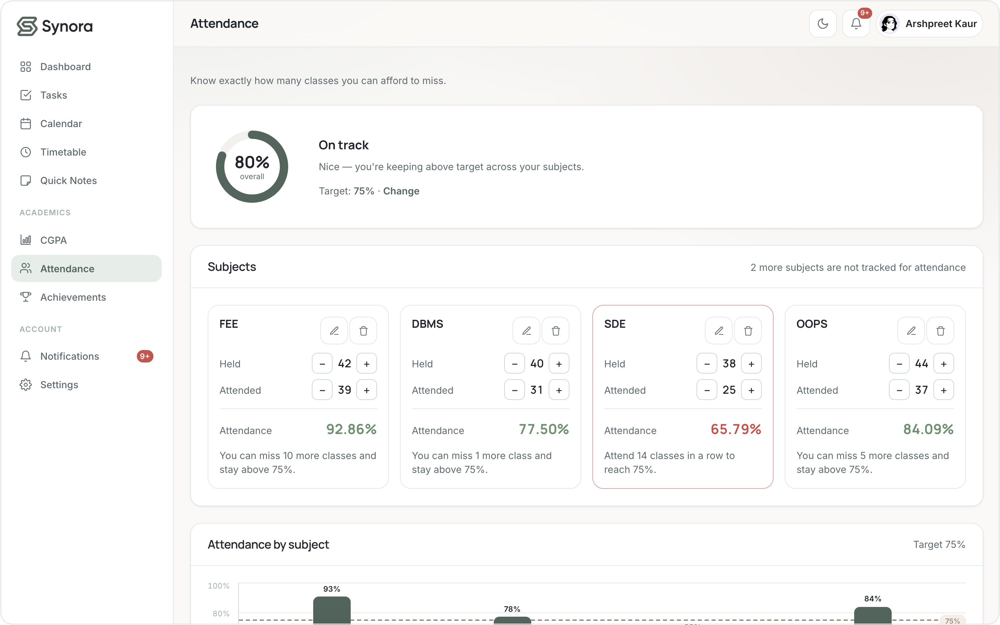 Synora
Dashboard
Tasks
Calendar
Timetable
Quick Notes
ACADEMICS
CGPA
Attendance
Achievements
ACCOUNT
Notifications 9+
Settings
Attendance
9+
Arshpreet Kaur
Know exactly how many classes you can afford to miss.
80%
overall
On track
Nice — you're keeping above target across your subjects.
Target: 75% · Change
Subjects
2 more subjects are not tracked for attendance
FEE
Held − 42 +
Attended − 39 +
Attendance 92.86%
You can miss 10 more classes and
stay above 75%.
DBMS
Held − 40 +
Attended − 31 +
Attendance 77.50%
You can miss 1 more class and
stay above 75%.
SDE
Held − 38 +
Attended − 25 +
Attendance 65.79%
Attend 14 classes in a row to
reach 75%.
OOPS
Held − 44 +
Attended − 37 +
Attendance 84.09%
You can miss 5 more classes and
stay above 75%.
Attendance by subject
Target 75%
100%
93%
84%
78%
80%
75%